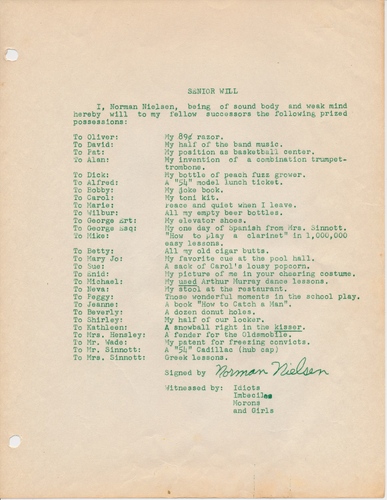 SENIOR WILL
I, Norman Nielsen, being of sound body and weak mind
hereby will to my fellow successors the following prized
possessions:
To Oliver: My 89¢ razor.
To David: My half of the band music.
To Pat: My position as basketball center.
To Alan: My invention of a combination trumpet-
trombone.
To Dick: My bottle of peach fuzz grower.
To Alfred: A "54" model lunch ticket.
To Bobby: My joke book.
To Carol: My toni kit.
To Marie: Peace and quiet when I leave.
To Wilbur: All my empty beer bottles.
To George Art: My elevator shoes.
To George Esq: My one day of Spanish from Mrs. Sinnott.
To Mike: "How to play a clarinet" in 1,000,000
easy lessons.
To Betty: All my old cigar butts.
To Mary Jo: My favorite cue at the pool hall.
To Sue: A sack of Carol's lousy popcorn.
To Enid: My picture of me in your cheering costume.
To Michael: My used Arthur Murray dance lessons.
To Neva: My stool at the restaurant.
To Peggy: Those wonderful moments in the school play.
To Jeanne: A book "How to Catch a Man".
To Beverly: A dozen donut holes.
To Shirley: My half of our locker.
To Kathleen: A snowball right in the kisser.
To Mrs. Hensley: A fender for the Oldsmobile.
To Mr. Wade: My patent for freezing convicts.
To Mr. Sinnott: A "54" Cadillac (hub cap)
To Mrs. Sinnott: Greek lessons.
Signed by Norman Nielsen
Witnessed by: Idiots
Imbeciles
Morons
and Girls